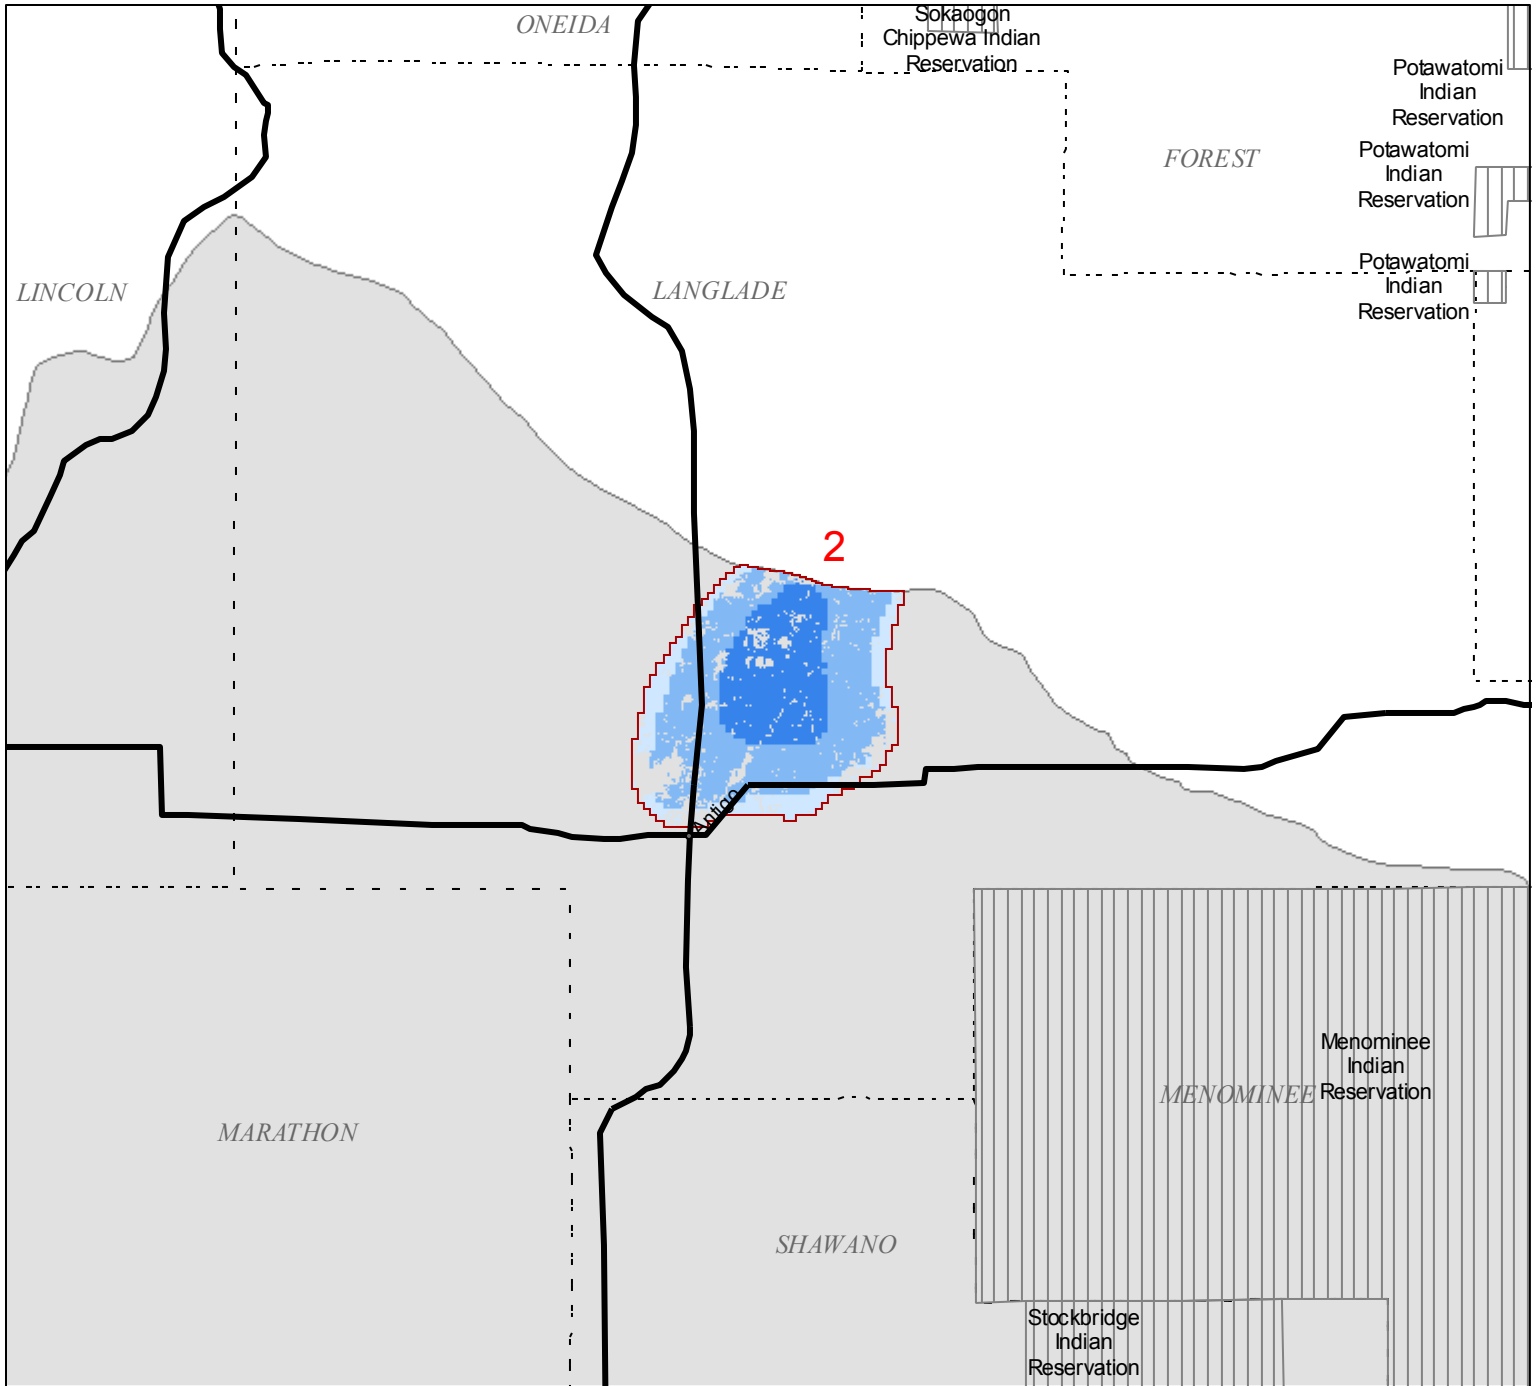 ONEIDA
Sokaogon
Chippewa Indian
Reservation
Potawatomi
Indian
Reservation
FOREST
Potawatomi
Indian
Reservation
LINCOLN
LANGLADE
Potawatomi
Indian
Reservation
2
Antigo
Menominee
Indian
Reservation
MENOMINEE
MARATHON
SHAWANO
Stockbridge
Indian
Reservation